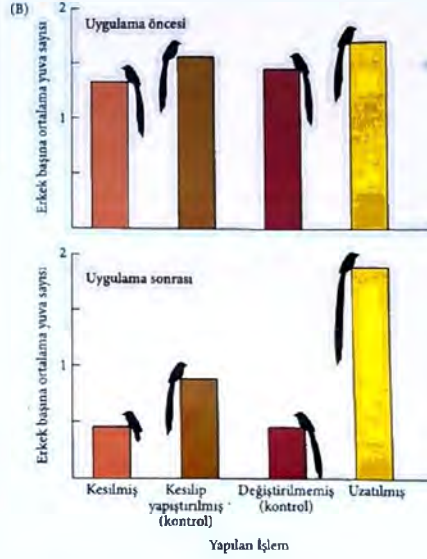 (B)
Erkek başına ortalama yuva sayısı
2
1
Uygulama öncesi
Erkek başına ortalama yuva sayısı
2
1
Uygulama sonrası
Kesilmiş
Kesilip
yapıştırılmış
(kontrol)
Değiştirilmemiş
(kontrol)
Uzatılmış
Yapılan İşlem